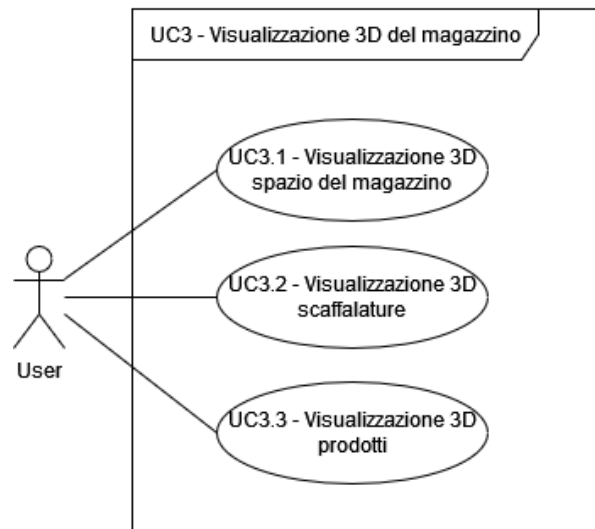 UC3 - Visualizzazione 3D del magazzino
UC3.1 - Visualizzazione 3D
spazio del magazzino
UC3.2 - Visualizzazione 3D
scaffalature
User
UC3.3 - Visualizzazione 3D
prodotti